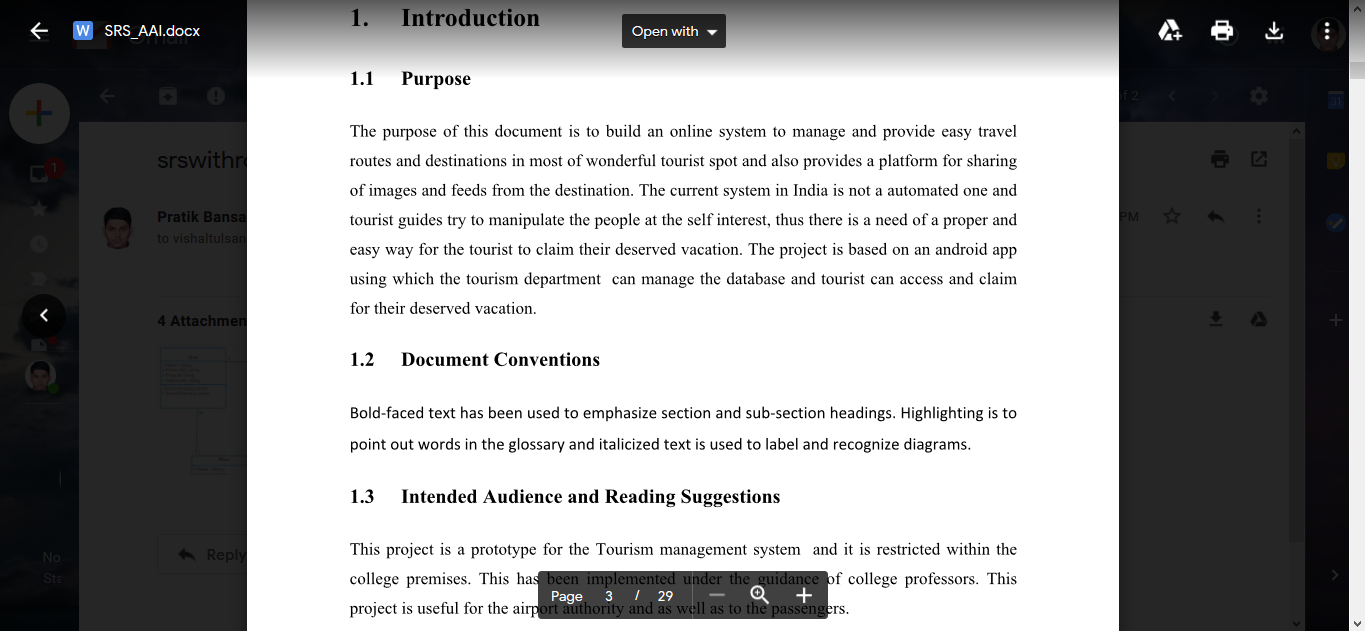 SRS_AAI.docx
Open with
1. Introduction
1.1 Purpose
The purpose of this document is to build an online system to manage and provide easy travel
routes and destinations in most of wonderful tourist spot and also provides a platform for sharing
of images and feeds from the destination. The current system in India is not a automated one and
tourist guides try to manipulate the people at the self interest, thus there is a need of a proper and
easy way for the tourist to claim their deserved vacation. The project is based on an android app
using which the tourism department can manage the database and tourist can access and claim
for their deserved vacation.
1.2 Document Conventions
Bold-faced text has been used to emphasize section and sub-section headings. Highlighting is to
point out words in the glossary and italicized text is used to label and recognize diagrams.
1.3 Intended Audience and Reading Suggestions
This project is a prototype for the Tourism management system and it is restricted within the
college premises. This has been implemented under the guidance of college professors. This
project is useful for the airport authority and as well as to the passengers.
Page 3 / 29
of 2
1
srswithr
Pratik Bansa
to vishaltulsan
PM
4 Attachmen
Reply
No